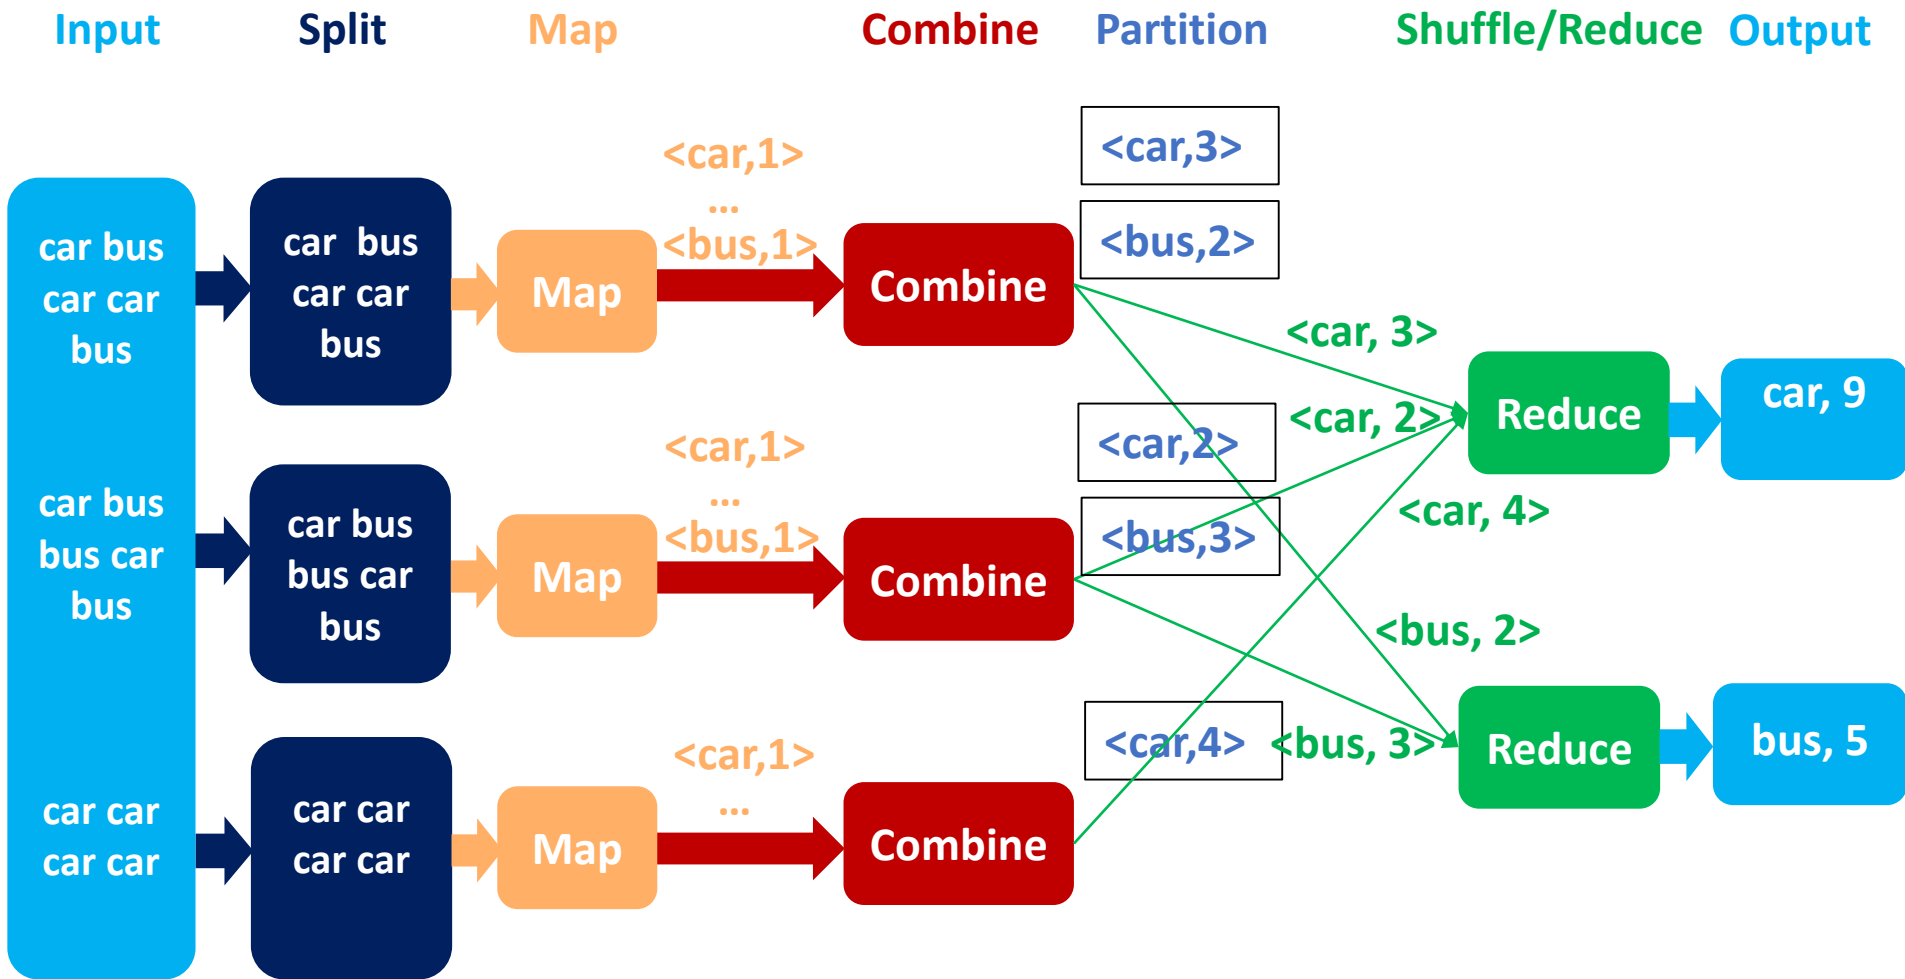 Input Split Map Combine Partition Shuffle/Reduce Output
car bus
car car
bus
car bus
bus car
bus
car car
car car
car  bus
car car
bus
car bus
bus car
bus
car car
car car
Map
Map
Map
<car,1>
...
<bus,1>
<car,1>
...
<bus,1>
<car,1>
...
Combine
Combine
Combine
<car,3>
<bus,2>
<car,2>
<bus,3>
<car,4>
<car, 3>
<car, 2>
<car, 4>
<bus, 2>
<bus, 3>
Reduce
Reduce
car, 9
bus, 5